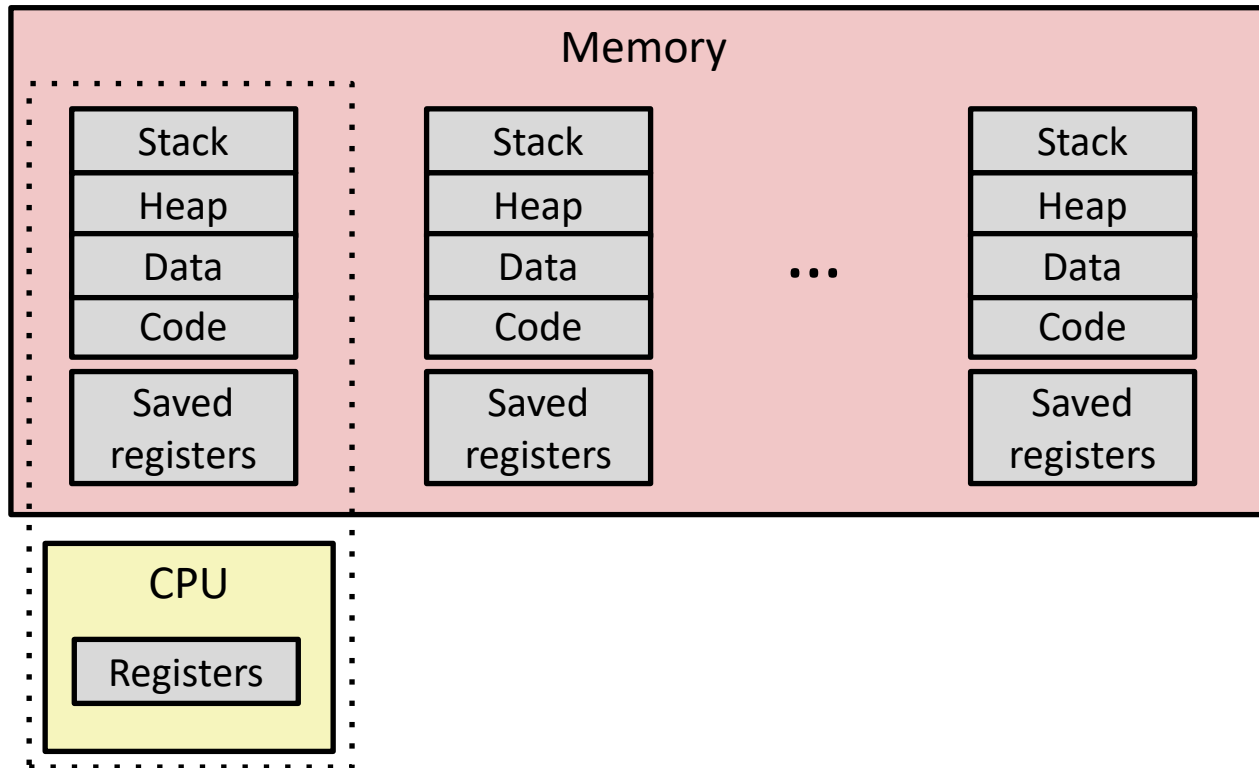 Memory
Stack
Heap
Data
Code
Saved
registers
Stack
Heap
Data
Code
Saved
registers
...
Stack
Heap
Data
Code
Saved
registers
CPU
Registers